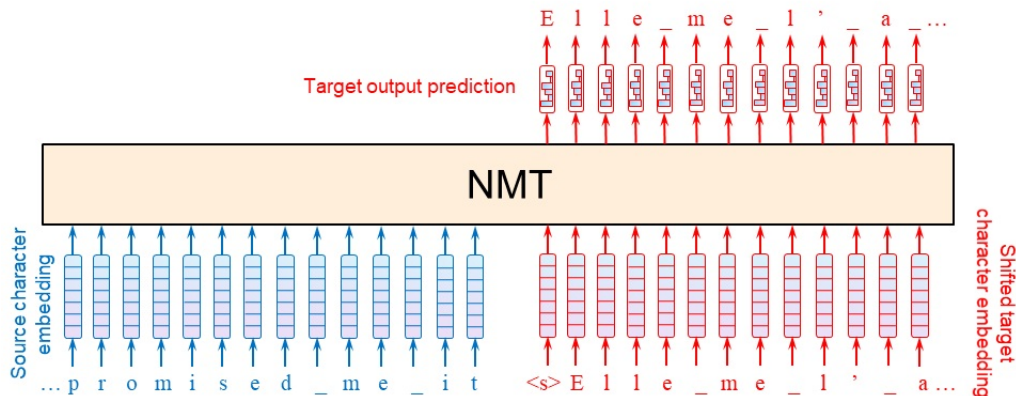 E l l e _ m e _ l ' _ a _ ...
Target output prediction
NMT
Source character
embedding
Shifted target
character embedding
... p r o m i s e d _ m e _ i t
<s> E l l e _ m e _ l ' _ a ...